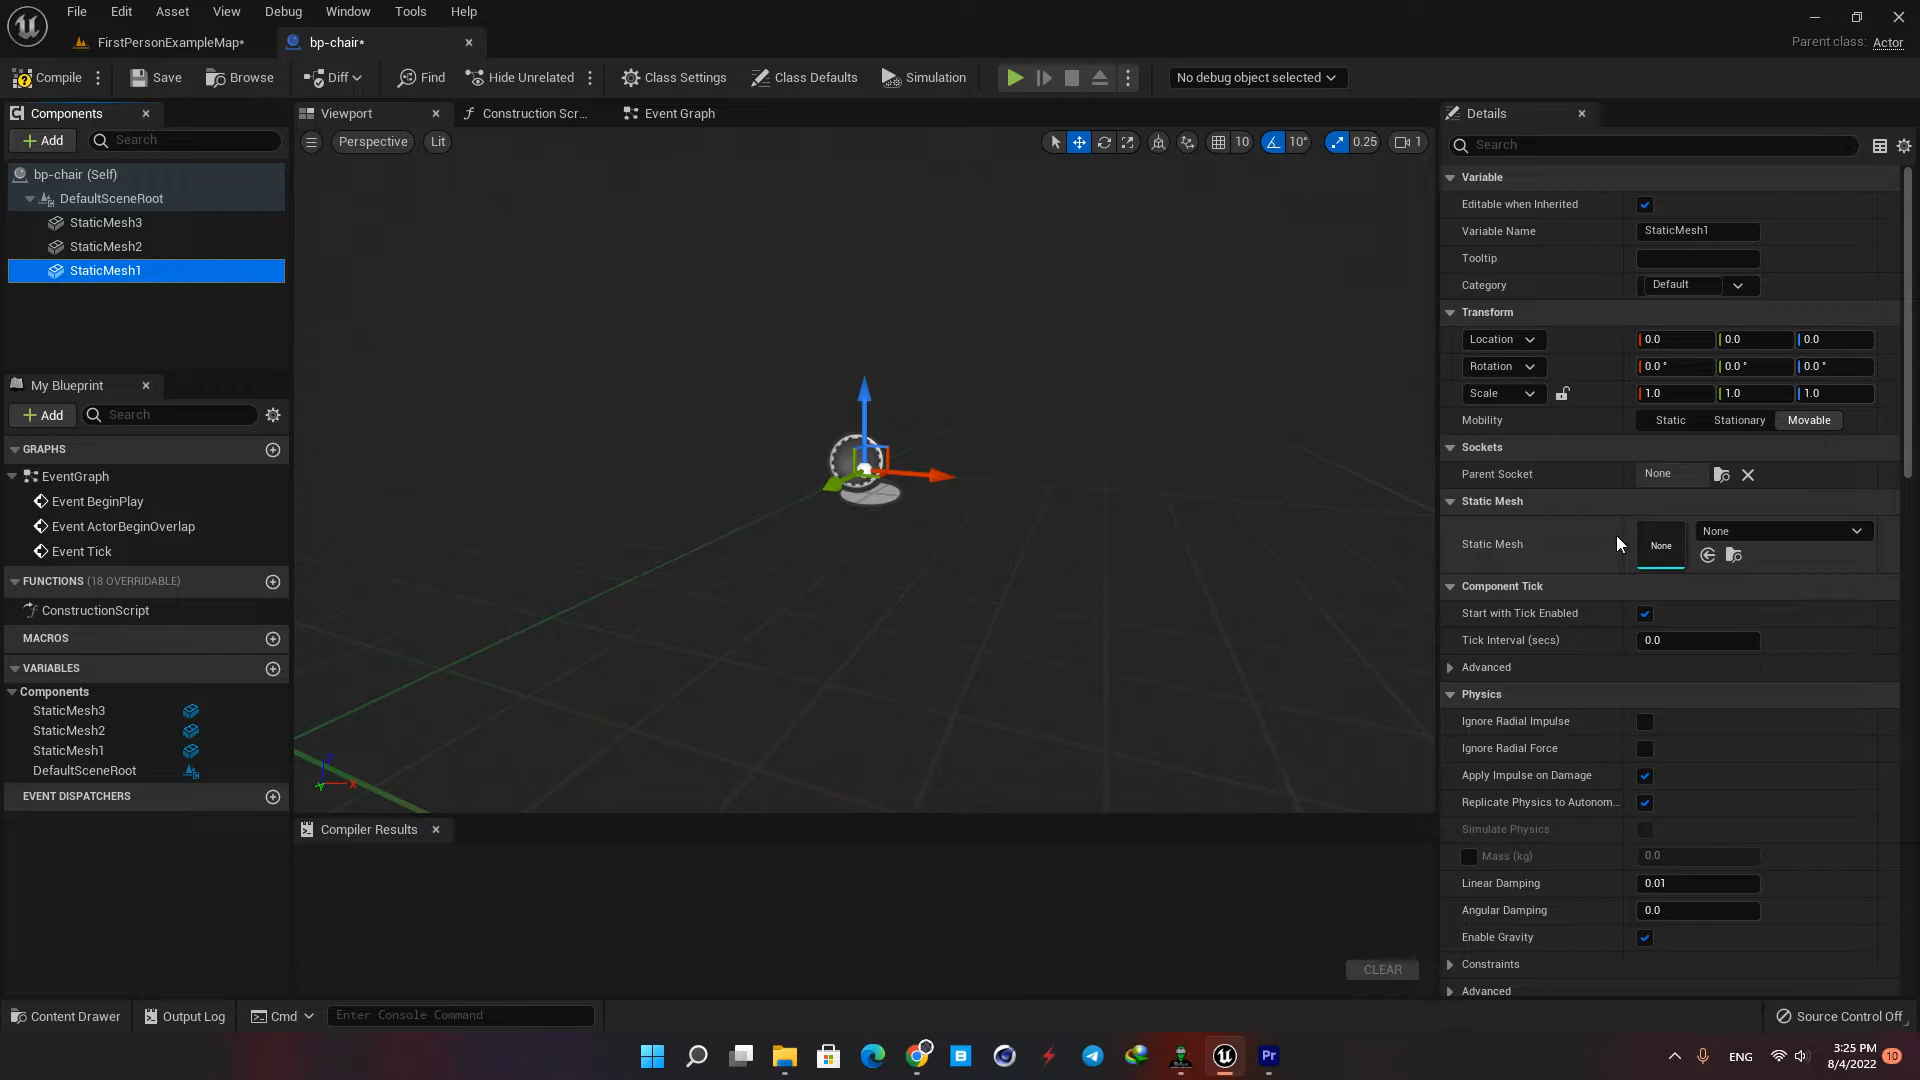 File Edit Asset View Debug Window Tools Help
FirstPersonExampleMap* bp-chair*
Parent class: Actor
Compile Save Browse Diff Find Hide Unrelated Class Settings Class Defaults Simulation No debug object selected
Components
Add Search
bp-chair (Self)
DefaultSceneRoot
StaticMesh3
StaticMesh2
StaticMesh1
My Blueprint
Add Search
GRAPHS
EventGraph
Event BeginPlay
Event ActorBeginOverlap
Event Tick
FUNCTIONS (18 OVERRIDABLE)
ConstructionScript
MACROS
VARIABLES
Components
StaticMesh3
StaticMesh2
StaticMesh1
DefaultSceneRoot
EVENT DISPATCHERS
Viewport Construction Scr... Event Graph
Perspective Lit 10 10° 0.25 1
Z
X
Y
Compiler Results
CLEAR
Details
Search
Variable
Editable when Inherited
Variable Name StaticMesh1
Tooltip
Category Default
Transform
Location 0.0 0.0 0.0
Rotation 0.0 ° 0.0 ° 0.0 °
Scale 1.0 1.0 1.0
Mobility Static Stationary Movable
Sockets
Parent Socket None
Static Mesh
Static Mesh None None
Component Tick
Start with Tick Enabled
Tick Interval (secs) 0.0
Advanced
Physics
Ignore Radial Impulse
Ignore Radial Force
Apply Impulse on Damage
Replicate Physics to Autonom...
Simulate Physics
Mass (kg) 0.0
Linear Damping 0.01
Angular Damping 0.0
Enable Gravity
Constraints
Advanced
Content Drawer Output Log Cmd Enter Console Command Source Control Off
B Pr ENG 3:25 PM
8/4/2022 10